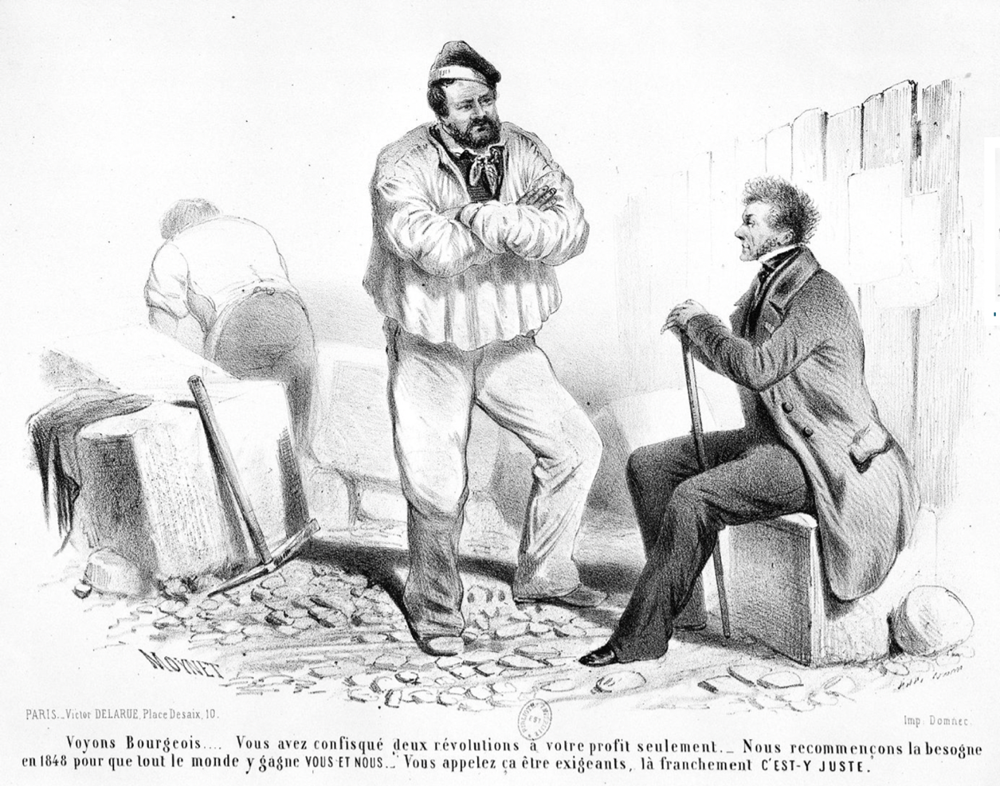 MOYNET
PARIS._Victor DELARUE, Place Desaix, 10.
Imp. Domnec.
Voyons Bourgeois.... Vous avez confisqué deux révolutions à votre profit seulement._ Nous recommençons la besogne
en 1848 pour que tout le monde y gagne VOUS ET NOUS._ Vous appelez ça être exigeants, là franchement C'EST-Y JUSTE.